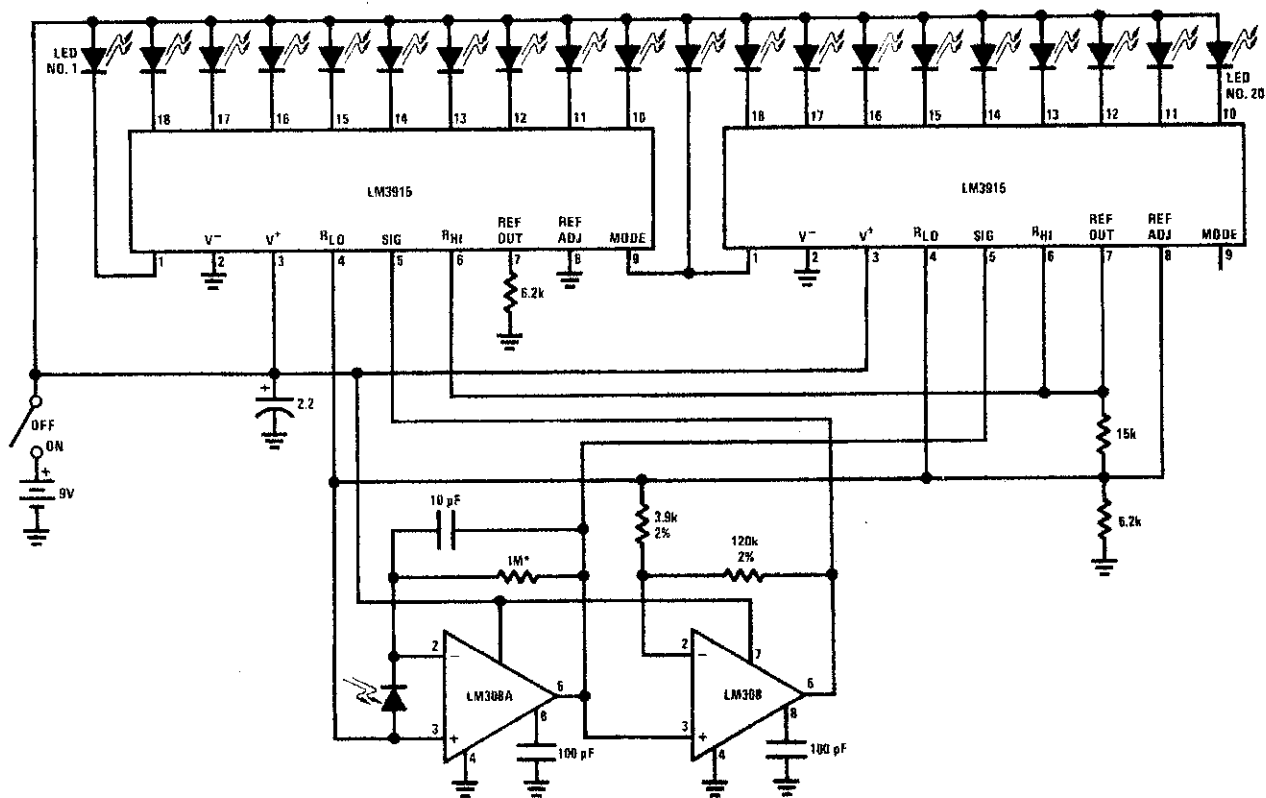 LED
NO. 1
LED
NO. 20
18 17 16 15 14 13 12 11 10
18 17 16 15 14 13 12 11 10
LM3915
LM3915
V− V+ RLO SIG RHI REF OUT REF ADJ MODE
1 2 3 4 5 6 7 8 9
V− V+ RLO SIG RHI REF OUT REF ADJ MODE
1 2 3 4 5 6 7 8 9
6.2k
+
2.2
OFF
ON
+
9V
15k
6.2k
10 pF
1M*
3.9k
2%
120k
2%
2
−
LM308A
6
3
+
4
8
100 pF
2
−
7
LM308
6
3
+
4
8
100 pF